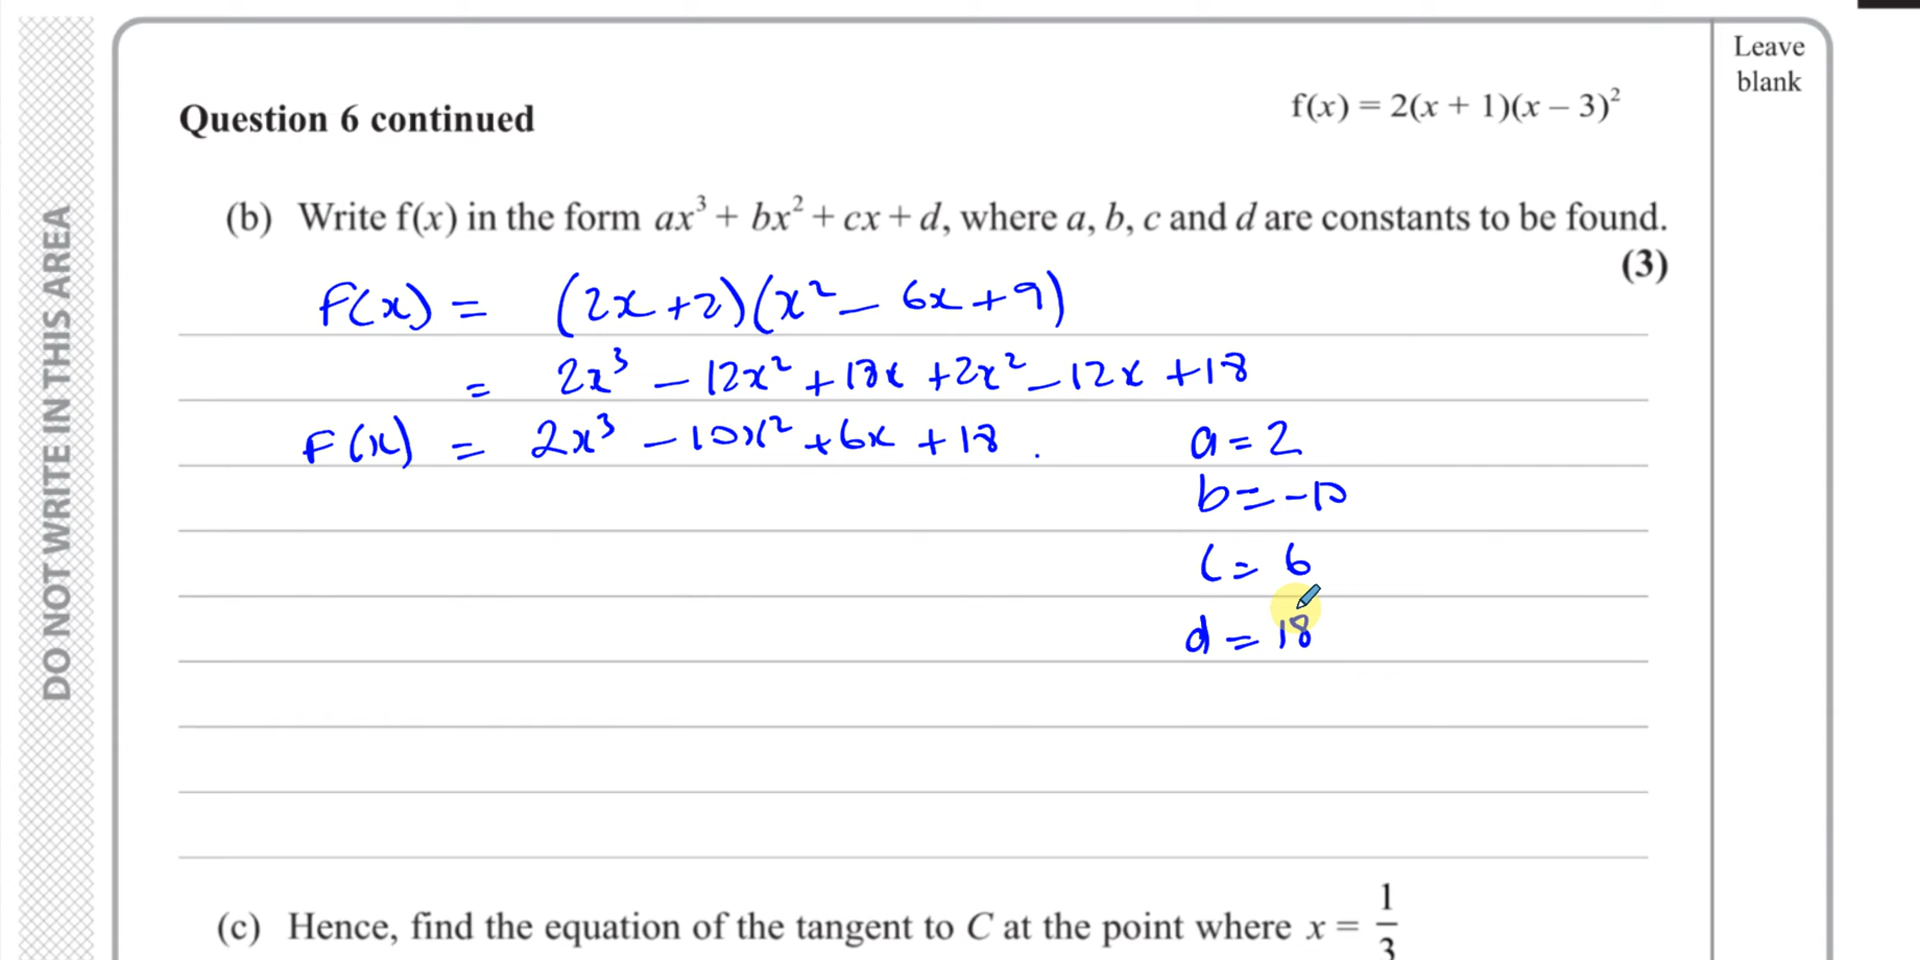 Leave
blank
Question 6 continued
f(x) = 2(x + 1)(x – 3)²
(b) Write f(x) in the form ax³ + bx² + cx + d, where a, b, c and d are constants to be found.
(3)
F(x) = (2x+2)(x² – 6x+9)
= 2x³ – 12x² + 18x + 2x² – 12x + 18
F(x) = 2x³ – 10x² + 6x + 18 .
a = 2
b = -10
c = 6
d = 18
(c) Hence, find the equation of the tangent to C at the point where x = 1/3
DO NOT WRITE IN THIS AREA